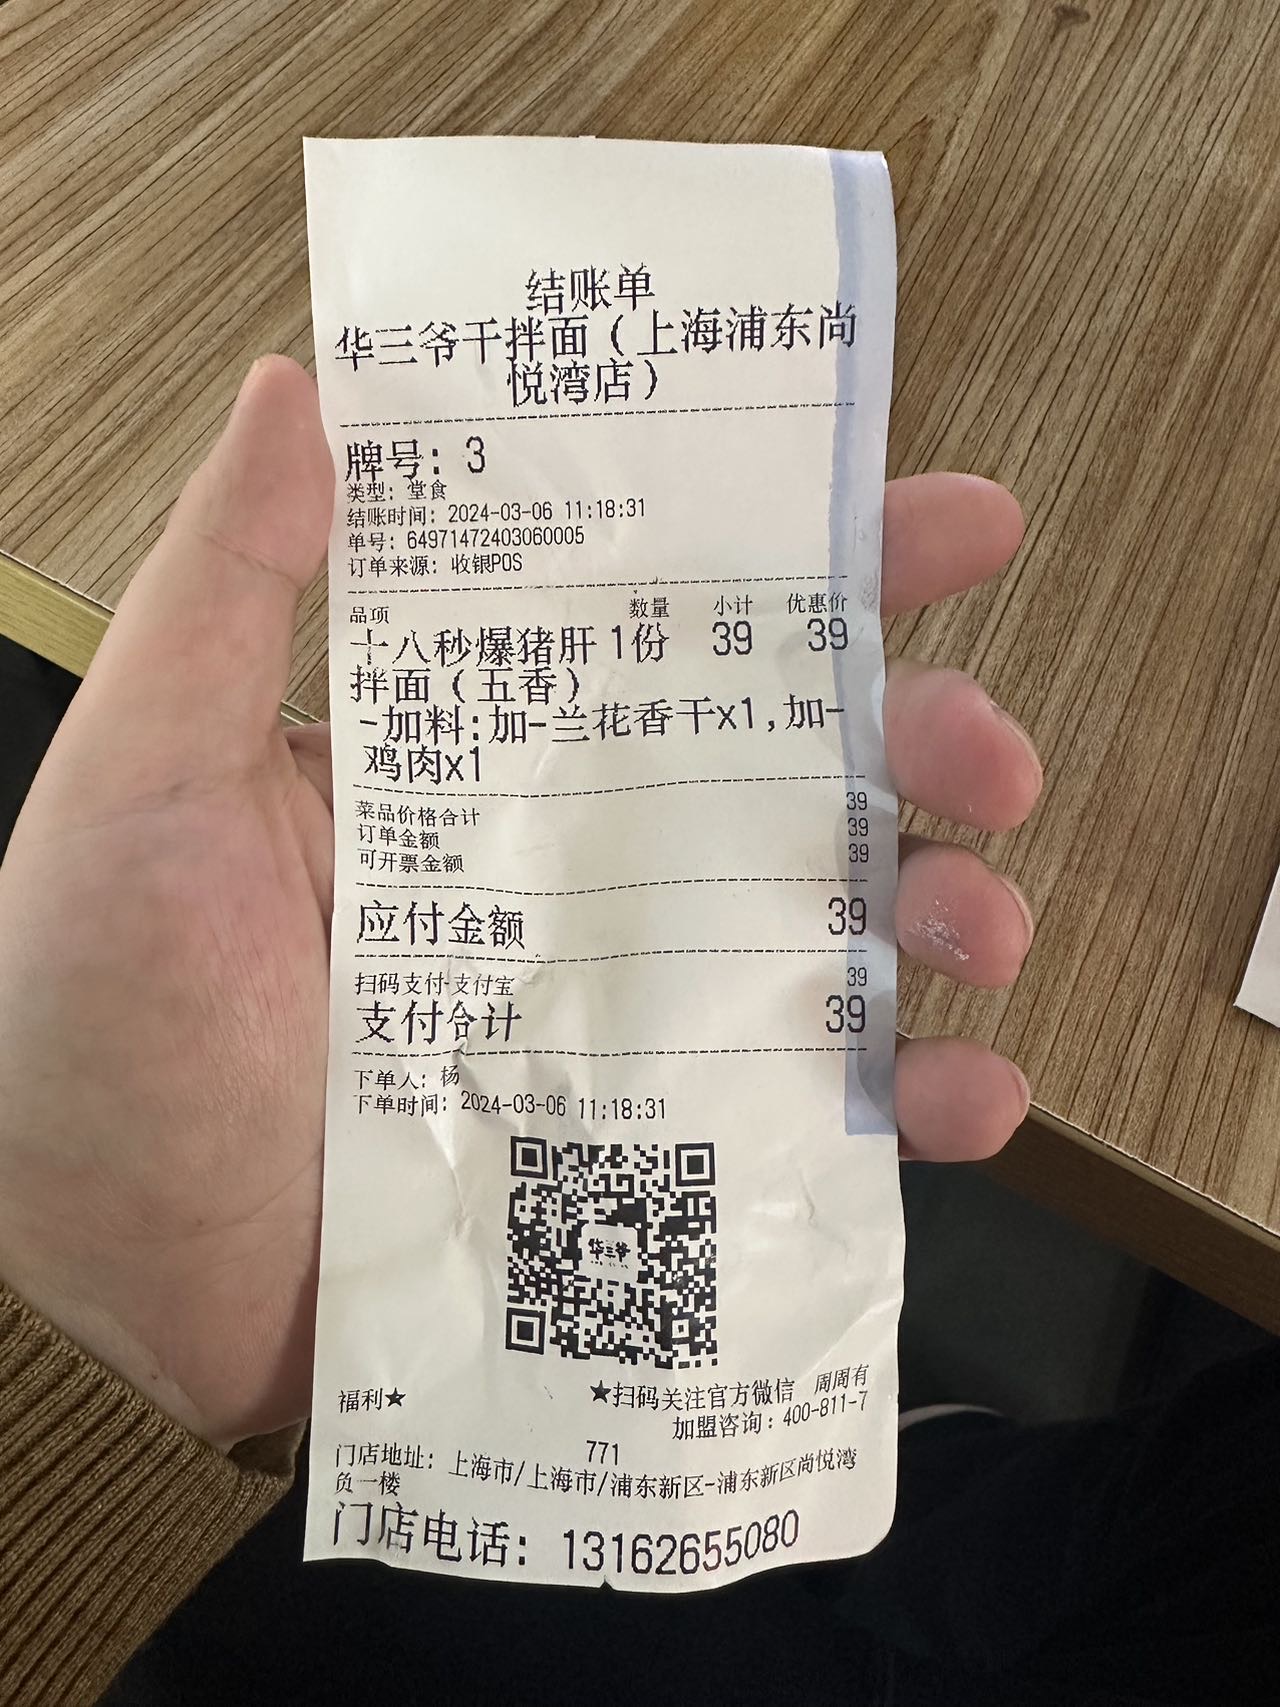 结账单
华三爷干拌面（上海浦东尚
悦湾店）
牌号：3
类型：堂食
结账时间：2024-03-06 11:18:31
单号：64971472403060005
订单来源：收银POS
品项 数量 小计 优惠价
十八秒爆猪肝 1份 39 39
拌面（五香）
-加料:加-兰花香干x1,加-
鸡肉x1
菜品价格合计 39
订单金额 39
可开票金额 39
应付金额 39
扫码支付-支付宝 39
支付合计 39
下单人：杨
下单时间：2024-03-06 11:18:31
华三爷
福利★ ★扫码关注官方微信 周周有
加盟咨询：400-811-7
771
门店地址：上海市/上海市/浦东新区-浦东新区尚悦湾
负一楼
门店电话：13162655080